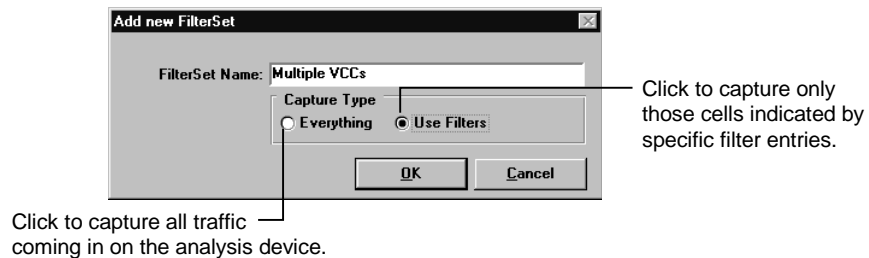 Add new FilterSet
FilterSet Name: Multiple VCCs
Capture Type
Everything Use Filters
OK Cancel
Click to capture only
those cells indicated by
specific filter entries.
Click to capture all traffic
coming in on the analysis device.